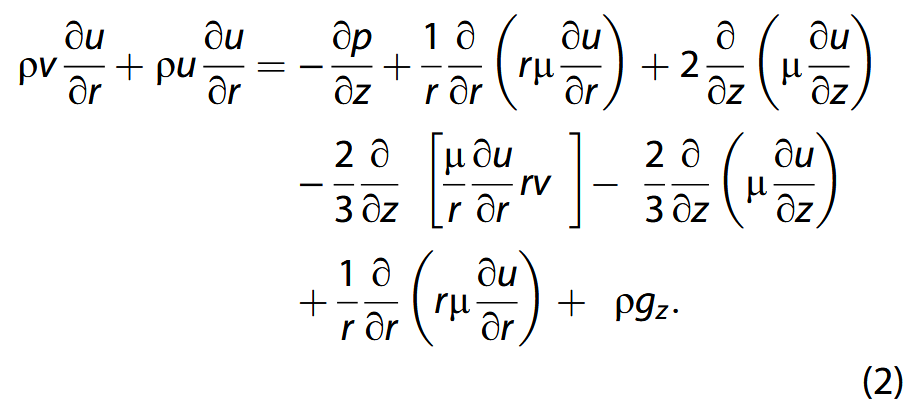 ρv ∂u/∂r + ρu ∂u/∂r = − ∂p/∂z + 1/r ∂/∂r (rμ ∂u/∂r) + 2 ∂/∂z (μ ∂u/∂z)
− 2/3 ∂/∂z [μ/r ∂u/∂r rv] − 2/3 ∂/∂z (μ ∂u/∂z)
+ 1/r ∂/∂r (rμ ∂u/∂r) + ρg_z.
(2)